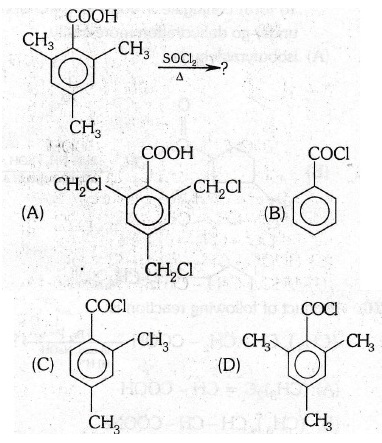 COOH
CH₃ CH₃
SOCl₂
Δ
?
CH₃
COOH
CH₂Cl CH₂Cl
(A)
CH₂Cl
COCl
(B)
COCl
CH₃
(C)
CH₃
COCl
CH₃ CH₃
(D)
CH₃